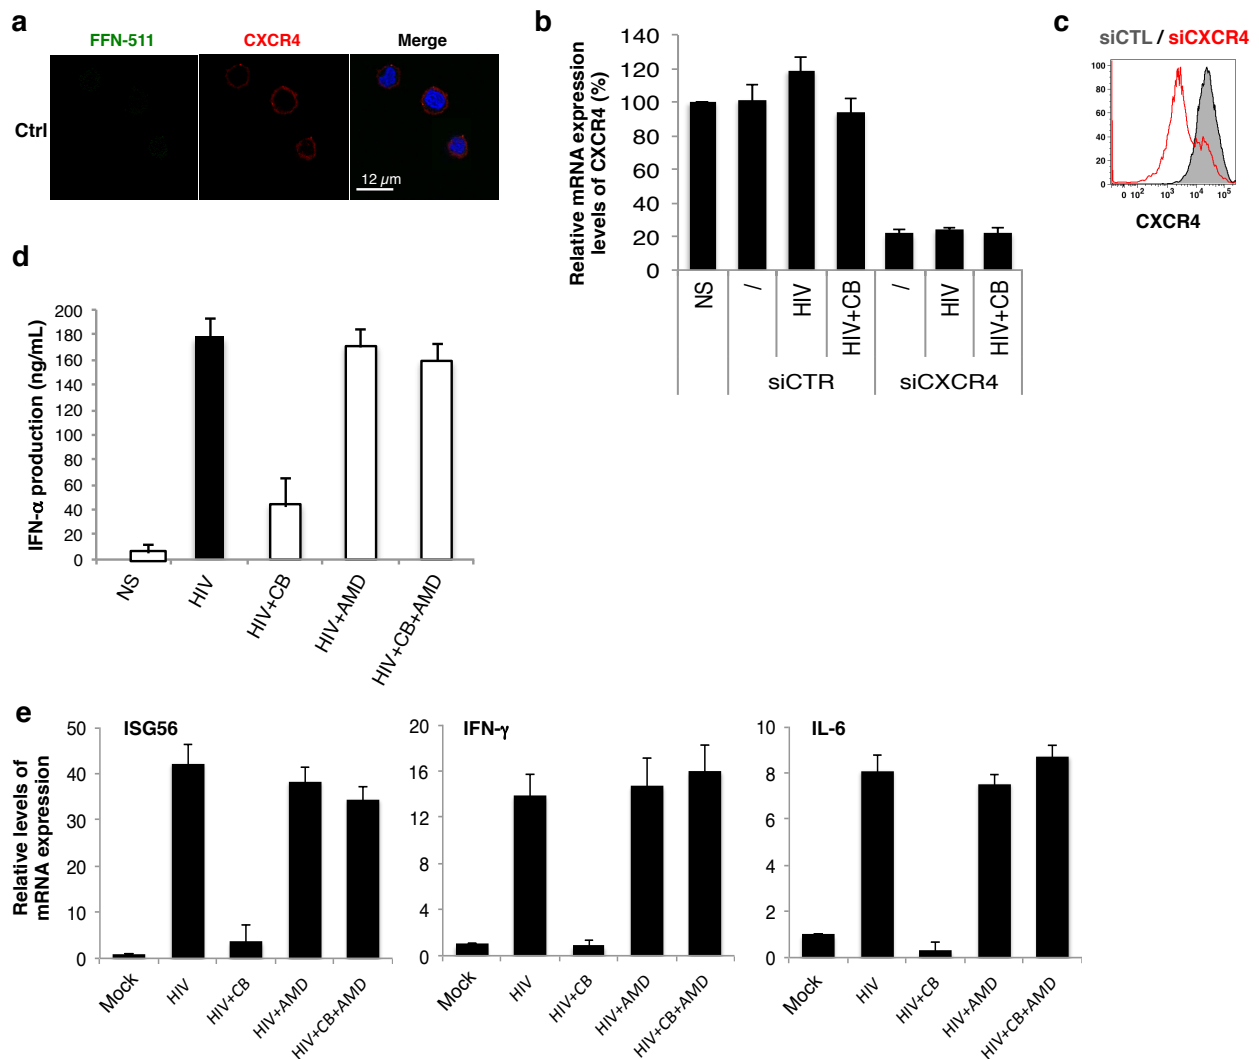 a
FFN-511
CXCR4
Merge
Ctrl
12 µm
b
Relative mRNA expression
levels of CXCR4 (%)
140
120
100
80
60
40
20
0
NS
/
HIV
HIV+CB
/
HIV
HIV+CB
siCTR
siCXCR4
c
siCTL / siCXCR4
100
80
60
40
20
0
0 10² 10³ 10⁴ 10⁵
CXCR4
d
IFN-α production (ng/mL)
200
180
160
140
120
100
80
60
40
20
0
NS
HIV
HIV+CB
HIV+AMD
HIV+CB+AMD
e
Relative levels of
mRNA expression
ISG56
50
40
30
20
10
0
Mock
HIV
HIV+CB
HIV+AMD
HIV+CB+AMD
IFN-γ
20
16
12
8
4
0
Mock
HIV
HIV+CB
HIV+AMD
HIV+CB+AMD
IL-6
10
8
6
4
2
0
Mock
HIV
HIV+CB
HIV+AMD
HIV+CB+AMD